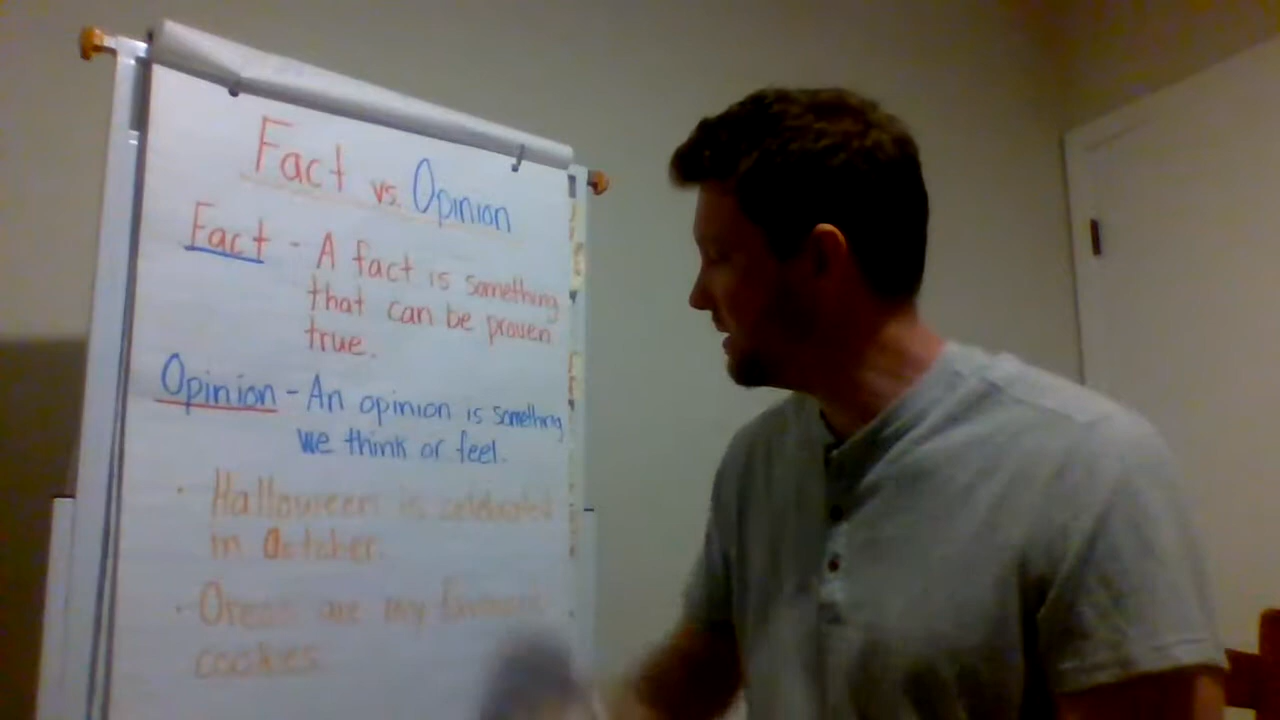 Fact vs. Opinion
Fact - A fact is something
that can be proven
true.
Opinion - An opinion is something
we think or feel.
· Halloween is celebrated
in October.
· Oreos are my favourite
cookies